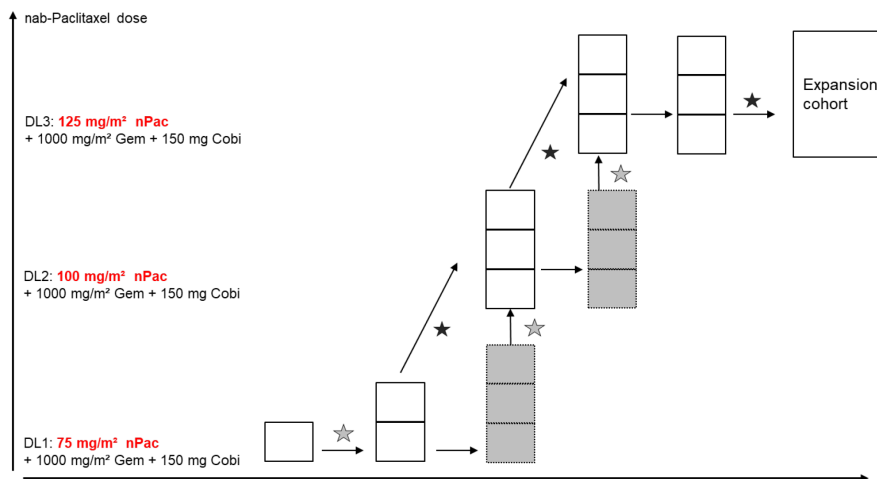 nab-Paclitaxel dose
Expansion
cohort
DL3: 125 mg/m² nPac
+ 1000 mg/m² Gem + 150 mg Cobi
DL2: 100 mg/m² nPac
+ 1000 mg/m² Gem + 150 mg Cobi
DL1: 75 mg/m² nPac
+ 1000 mg/m² Gem + 150 mg Cobi